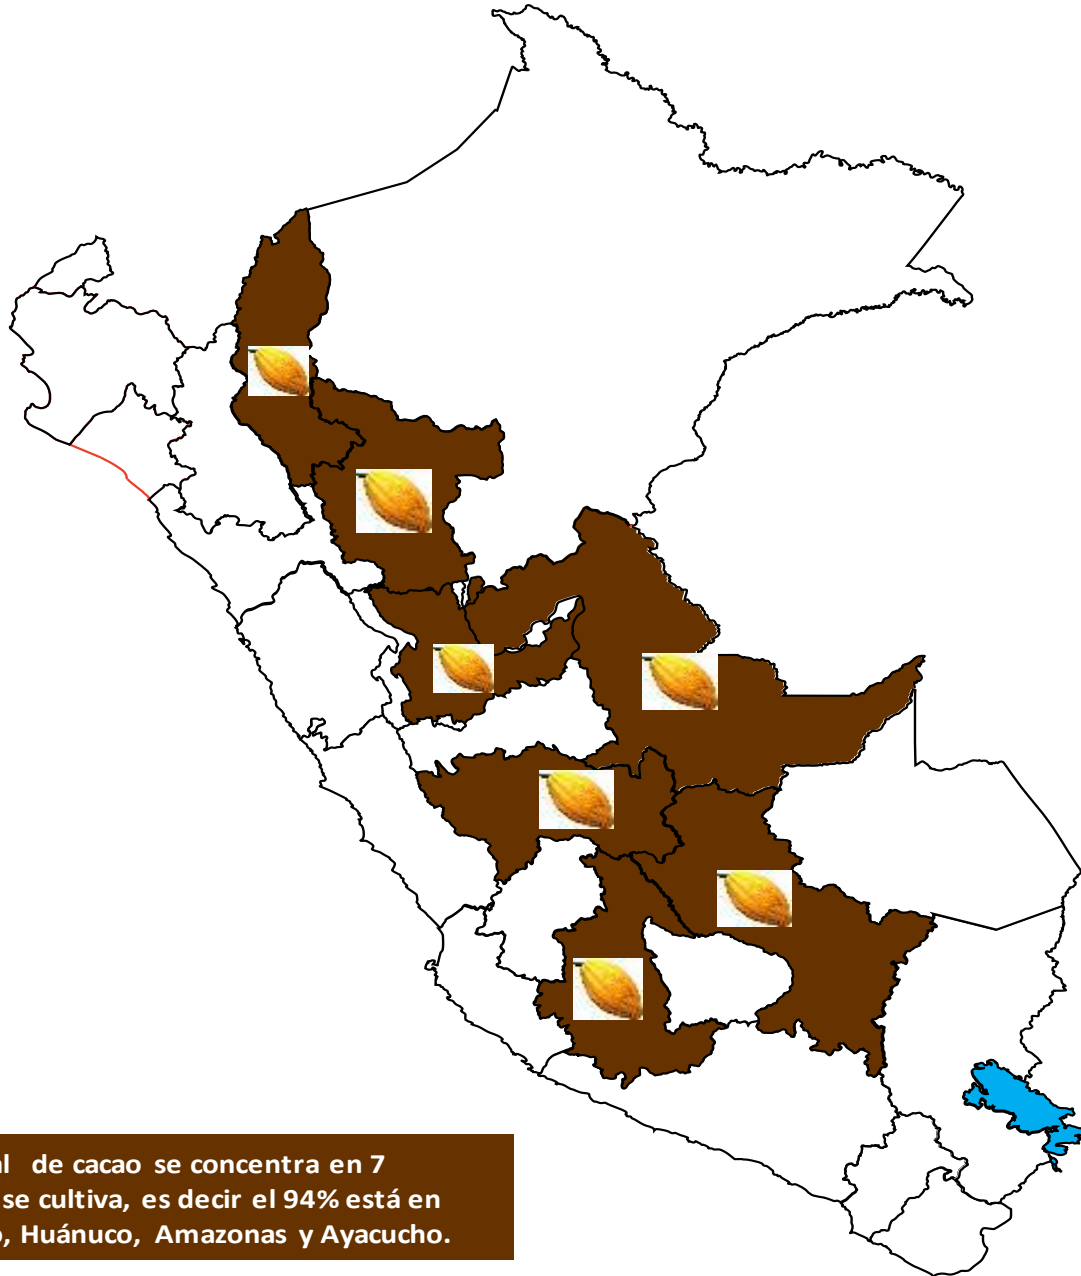 de cacao se concentra en 7
se cultiva, es decir el 94% está en
Huánuco, Amazonas y Ayacucho.